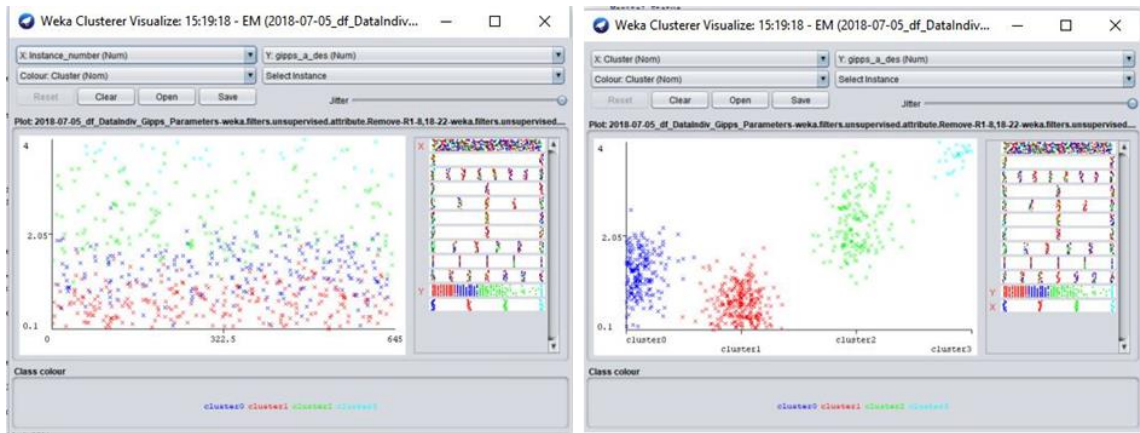 Weka Clusterer Visualize: 15:19:18 - EM (2018-07-05_df_DataIndiv...
X: Instance_number (Num)
Y: gipps_a_des (Num)
Colour: Cluster (Nom)
Select Instance
Reset
Clear
Open
Save
Jitter
Plot: 2018-07-05_df_DataIndiv_Gipps_Parameters-weka.filters.unsupervised.attribute.Remove-R1-8,18-22-weka.filters.unsupervised....
4
2.05
0.1
0
322.5
645
X
Y
Class colour
cluster0 cluster1 cluster2 cluster3
Weka Clusterer Visualize: 15:19:18 - EM (2018-07-05_df_DataIndiv...
X: Cluster (Nom)
Y: gipps_a_des (Num)
Colour: Cluster (Nom)
Select Instance
Reset
Clear
Open
Save
Jitter
Plot: 2018-07-05_df_DataIndiv_Gipps_Parameters-weka.filters.unsupervised.attribute.Remove-R1-8,18-22-weka.filters.unsupervised....
4
2.05
0.1
cluster0
cluster1
cluster2
cluster3
Y
X
Class colour
cluster0 cluster1 cluster2 cluster3